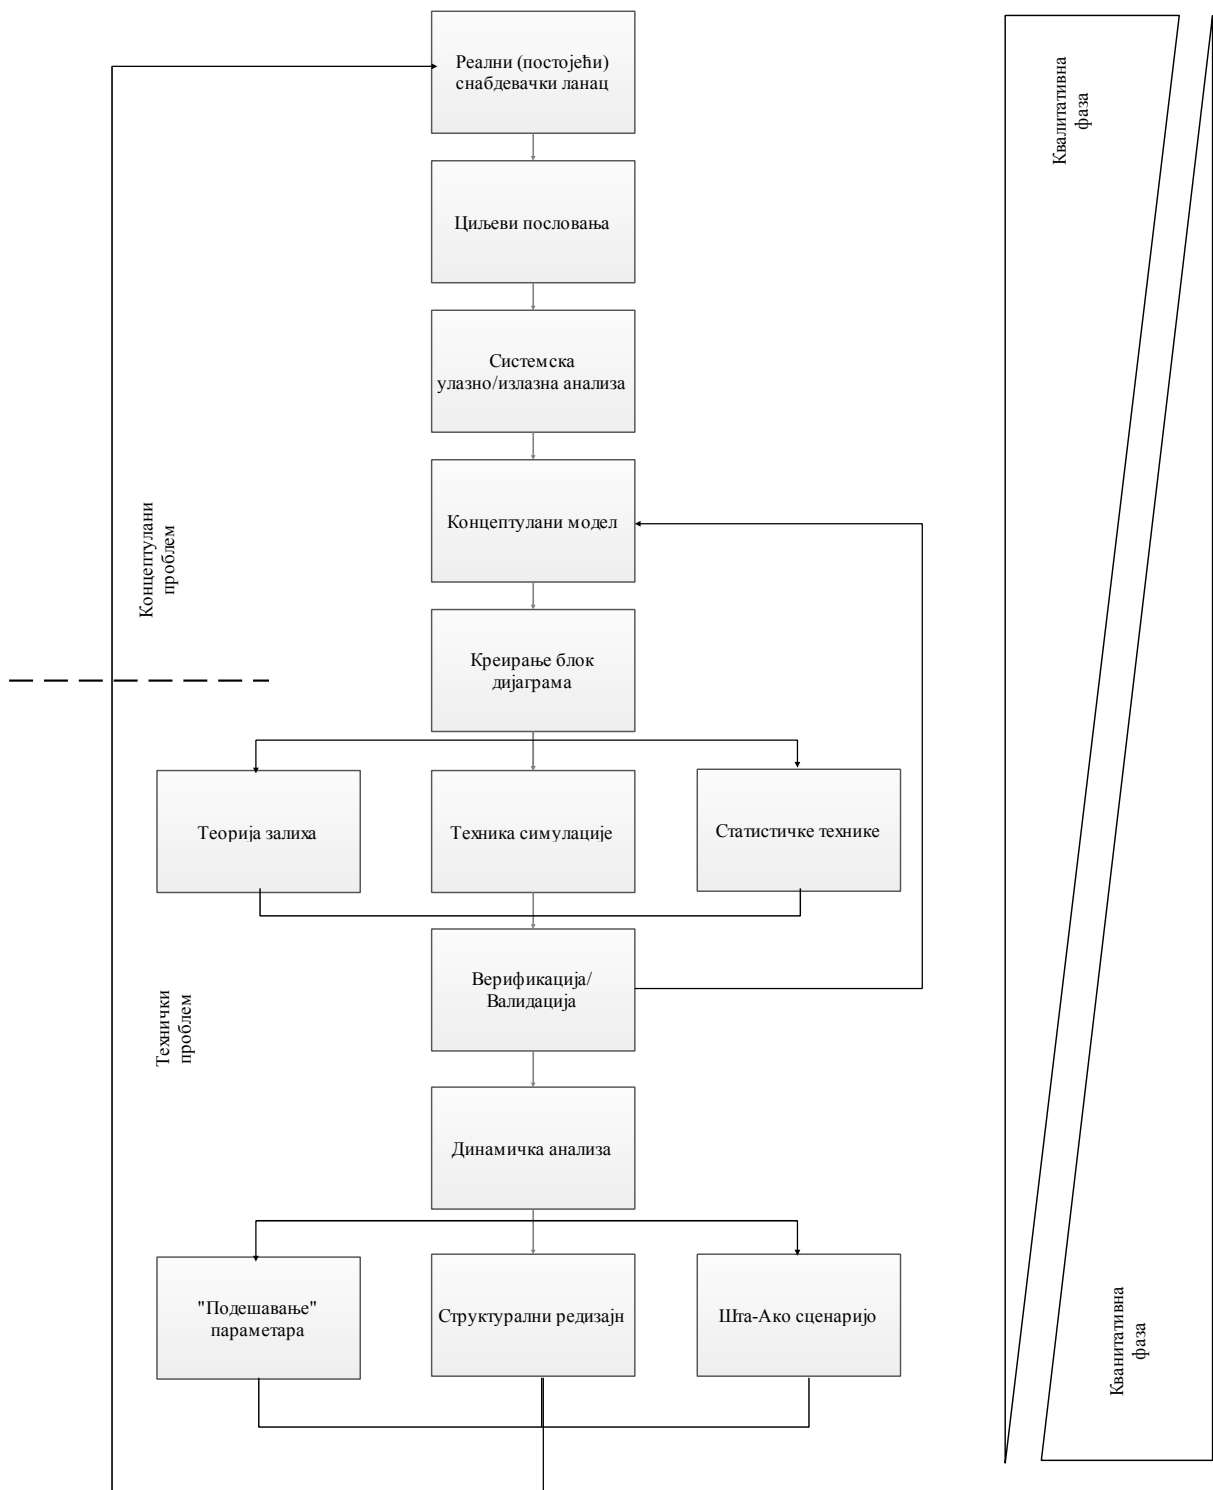 Реални (постојећи)
снабдевачки ланац
Квалитативна
фаза
Циљеви пословања
Системска
улазно/излазна анализа
Концептулани модел
Концептулани
проблем
Креирање блок
дијаграма
Теорија залиха
Техника симулације
Статистичке технике
Верификација/
Валидација
Технички
проблем
Динамичка анализа
"Подешавање"
параметара
Структурални редизајн
Шта-Ако сценаријо
Кванитативна
фаза